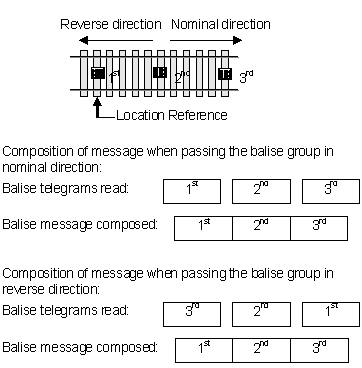 Reverse direction Nominal direction
1st 2nd 3rd
Location Reference
Composition of message when passing the balise group in
nominal direction:
Balise telegrams read: 1st 2nd 3rd
Balise message composed: 1st 2nd 3rd
Composition of message when passing the balise group in
reverse direction:
Balise telegrams read: 3rd 2nd 1st
Balise message composed: 1st 2nd 3rd